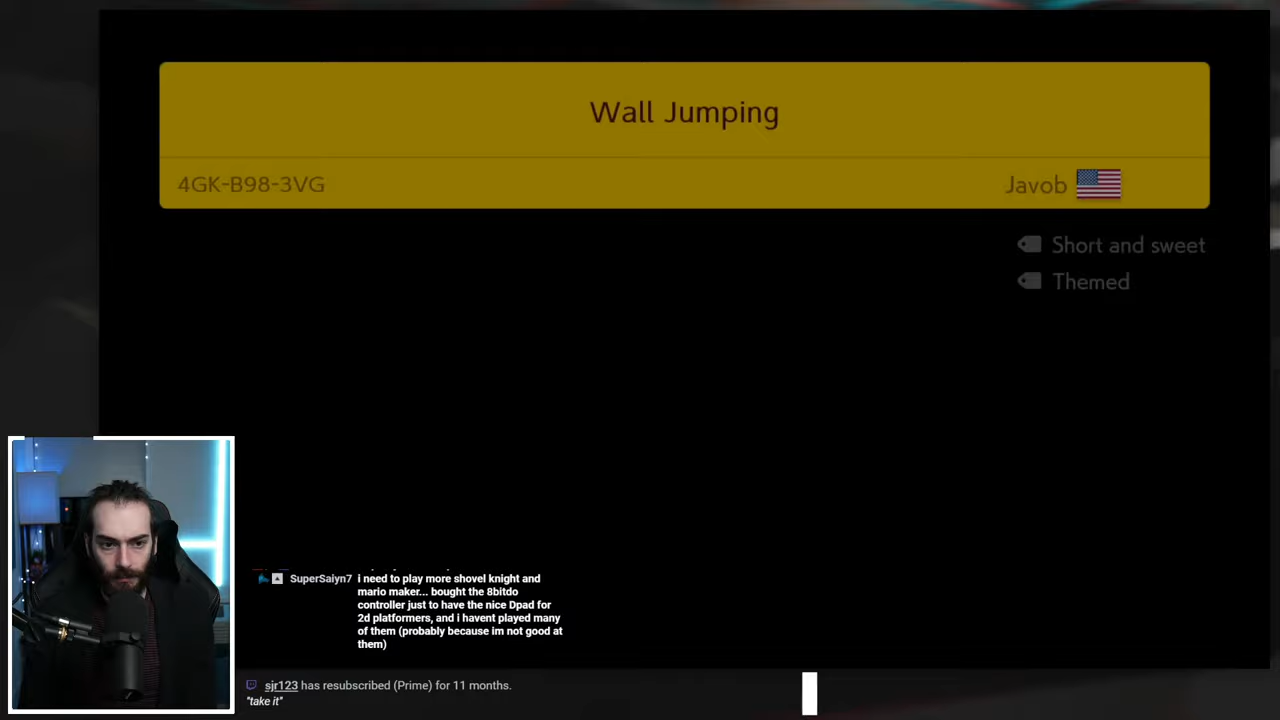 Wall Jumping
4GK-B98-3VG
Javob
Short and sweet
Themed
SuperSaiyn7 i need to play more shovel knight and
mario maker... bought the 8bitdo
controller just to have the nice Dpad for
2d platformers, and i havent played many
of them (probably because im not good at
them)
sjr123 has resubscribed (Prime) for 11 months.
"take it"